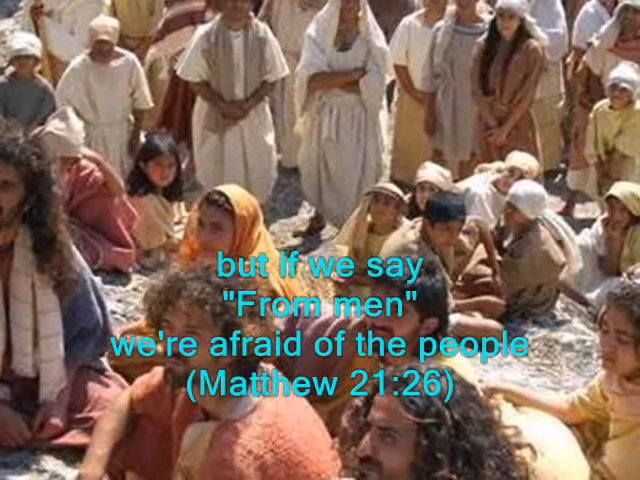 but if we say
"From men"
we're afraid of the people
(Matthew 21:26)